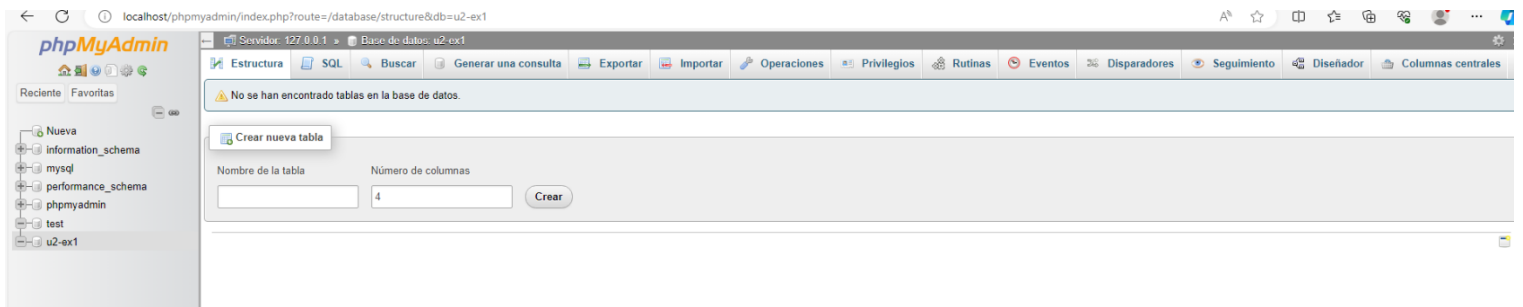 localhost/phpmyadmin/index.php?route=/database/structure&db=u2-ex1
phpMyAdmin
Reciente Favoritas
Nueva
information_schema
mysql
performance_schema
phpmyadmin
test
u2-ex1
Servidor: 127.0.0.1 » Base de datos: u2-ex1
Estructura SQL Buscar Generar una consulta Exportar Importar Operaciones Privilegios Rutinas Eventos Disparadores Seguimiento Diseñador Columnas centrales
No se han encontrado tablas en la base de datos.
Crear nueva tabla
Nombre de la tabla Número de columnas
4 Crear